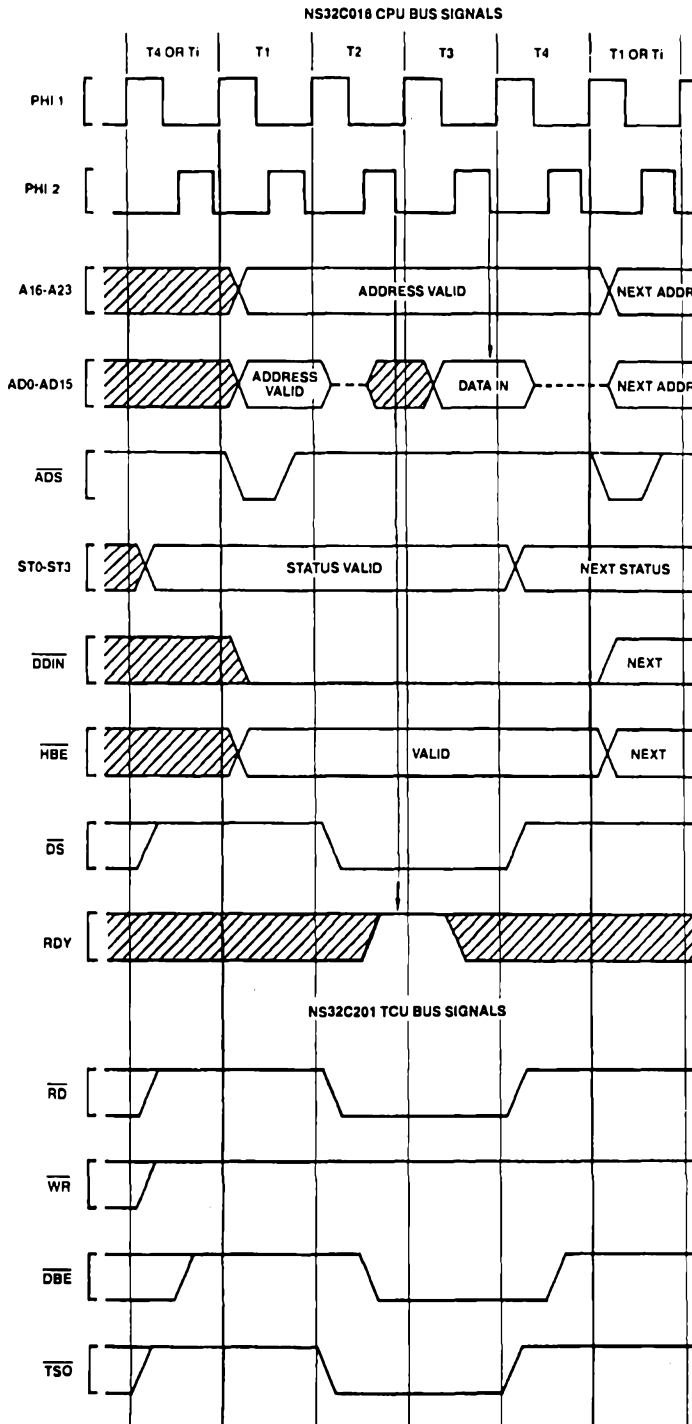 NS32C016 CPU BUS SIGNALS
T4 OR Ti T1 T2 T3 T4 T1 OR Ti
PHI 1
PHI 2
A16-A23 ADDRESS VALID NEXT ADDR
AD0-AD15 ADDRESS VALID DATA IN NEXT ADDR
ADS
ST0-ST3 STATUS VALID NEXT STATUS
DDIN NEXT
HBE VALID NEXT
DS
RDY
NS32C201 TCU BUS SIGNALS
RD
WR
DBE
TSO